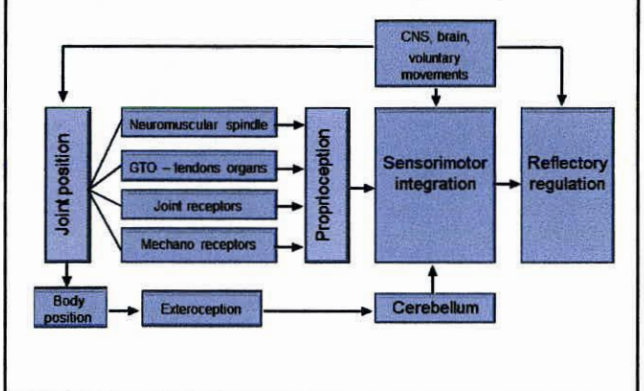 CNS, brain,
voluntary
movements
Joint position
Neuromuscular spindle
GTO – tendons organs
Joint receptors
Mechano receptors
Proprioception
Sensorimotor
integration
Reflectory
regulation
Body
position
Exteroception
Cerebellum